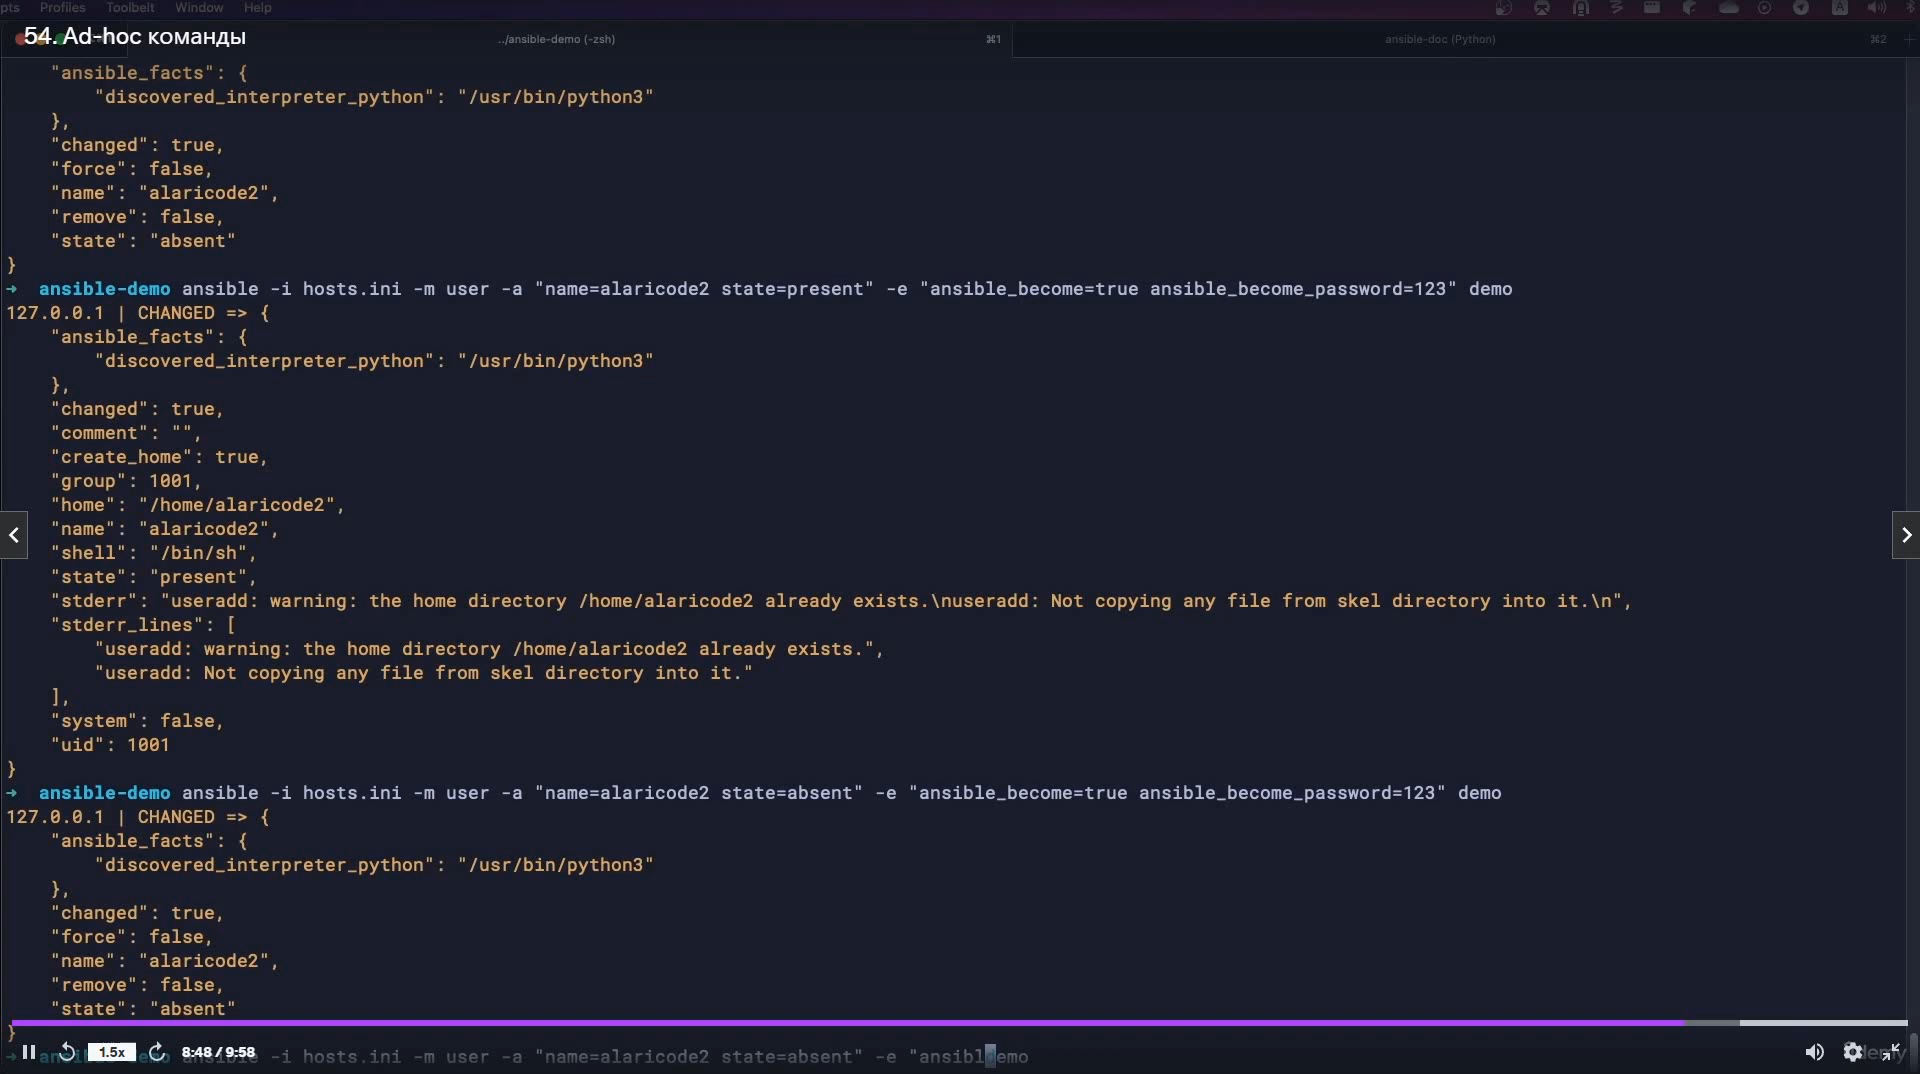 pts Profiles Toolbelt Window Help
54. Ad-hoc команды
../ansible-demo (-zsh) ⌘1 ansible-doc (Python) ⌘2
"ansible_facts": {
"discovered_interpreter_python": "/usr/bin/python3"
},
"changed": true,
"force": false,
"name": "alaricode2",
"remove": false,
"state": "absent"
}
→ ansible-demo ansible -i hosts.ini -m user -a "name=alaricode2 state=present" -e "ansible_become=true ansible_become_password=123" demo
127.0.0.1 | CHANGED => {
"ansible_facts": {
"discovered_interpreter_python": "/usr/bin/python3"
},
"changed": true,
"comment": "",
"create_home": true,
"group": 1001,
"home": "/home/alaricode2",
"name": "alaricode2",
"shell": "/bin/sh",
"state": "present",
"stderr": "useradd: warning: the home directory /home/alaricode2 already exists.\nuseradd: Not copying any file from skel directory into it.\n",
"stderr_lines": [
"useradd: warning: the home directory /home/alaricode2 already exists.",
"useradd: Not copying any file from skel directory into it."
],
"system": false,
"uid": 1001
}
→ ansible-demo ansible -i hosts.ini -m user -a "name=alaricode2 state=absent" -e "ansible_become=true ansible_become_password=123" demo
127.0.0.1 | CHANGED => {
"ansible_facts": {
"discovered_interpreter_python": "/usr/bin/python3"
},
"changed": true,
"force": false,
"name": "alaricode2",
"remove": false,
"state": "absent"
}
1.5x 8:48 / 9:58
-i hosts.ini -m user -a "name=alaricode2 state=absent" -e "ansibldemo